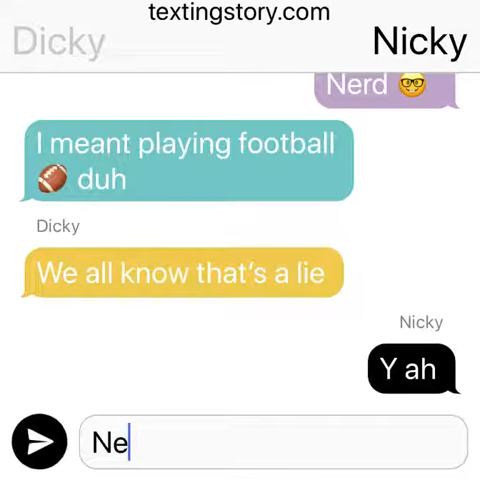 textingstory.com
Dicky
Nicky
Nerd 🤓
I meant playing football
🏈 duh
Dicky
We all know that's a lie
Nicky
Y ah
Ne